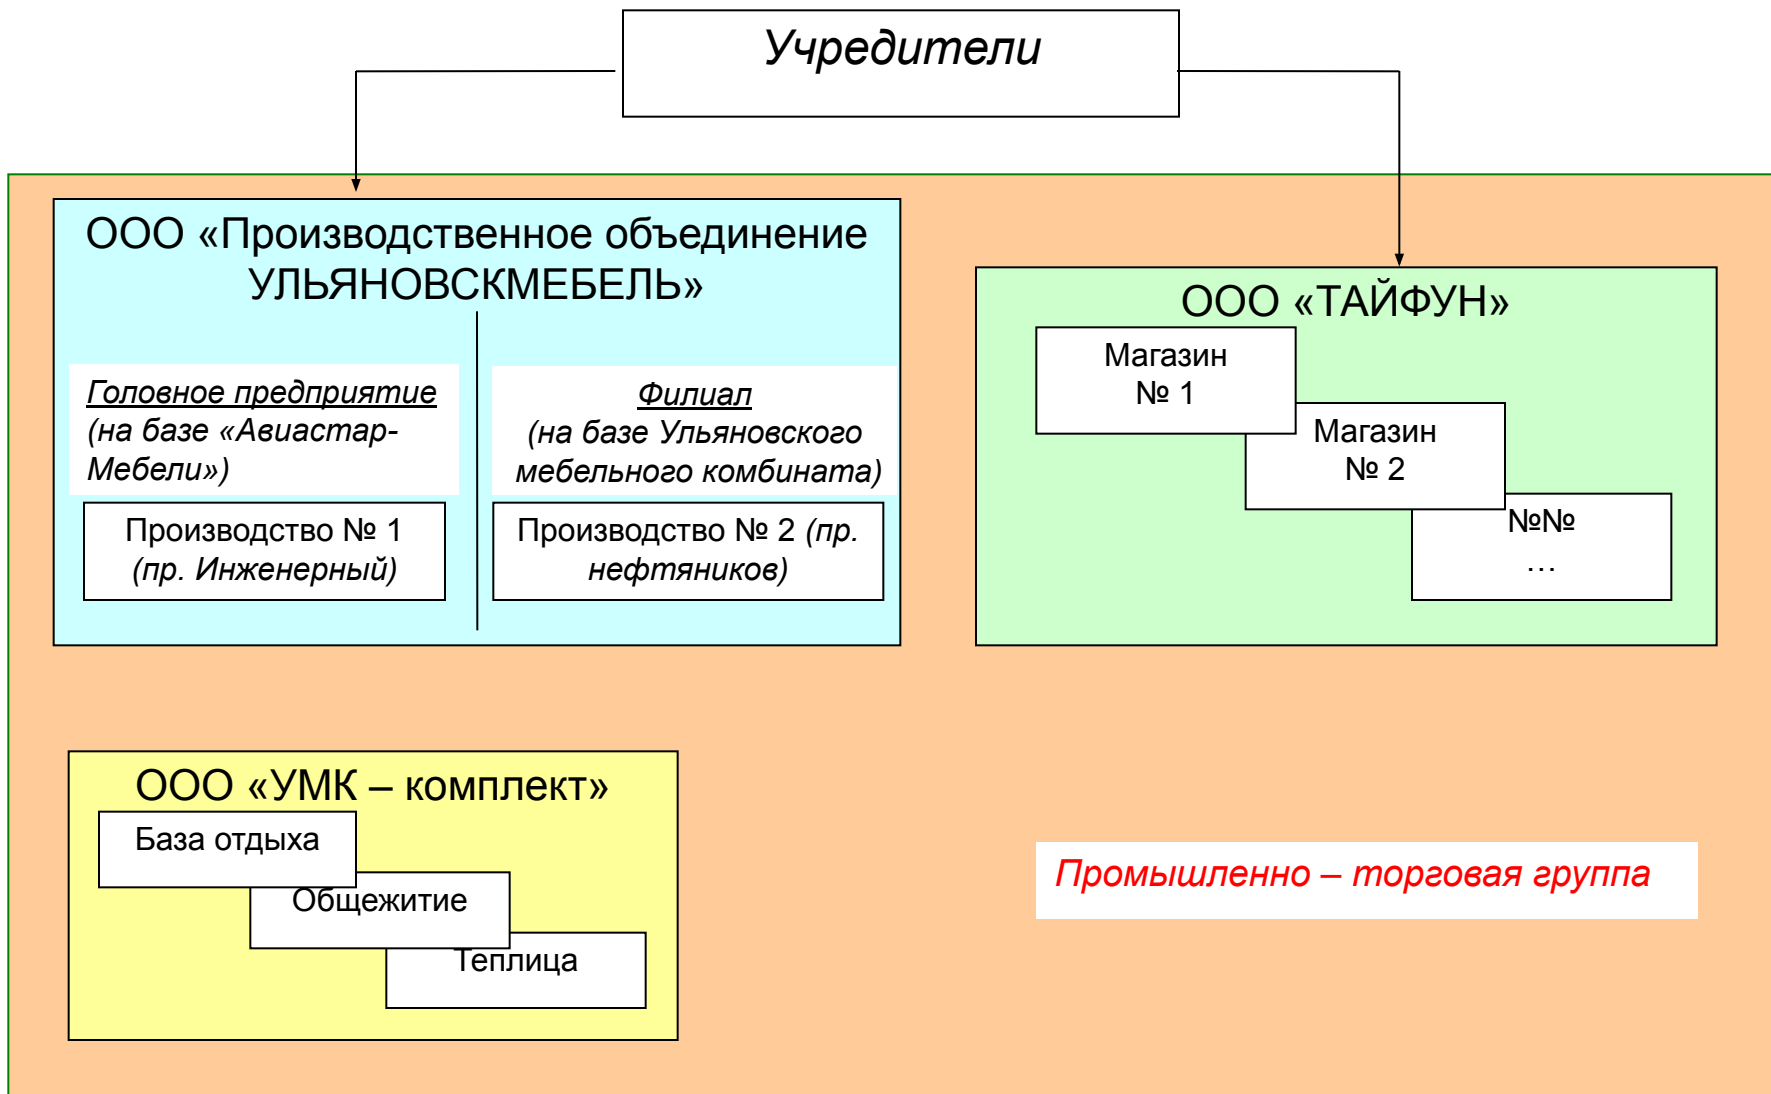 Учредители
ООО «Производственное объединение
УЛЬЯНОВСКМЕБЕЛЬ»
Головное предприятие
(на базе «Авиастар-
Мебели»)
Филиал
(на базе Ульяновского
мебельного комбината)
Производство № 1
(пр. Инженерный)
Производство № 2 (пр.
нефтяников)
ООО «ТАЙФУН»
Магазин
№ 1
Магазин
№ 2
№№
…
ООО «УМК – комплект»
База отдыха
Общежитие
Теплица
Промышленно – торговая группа